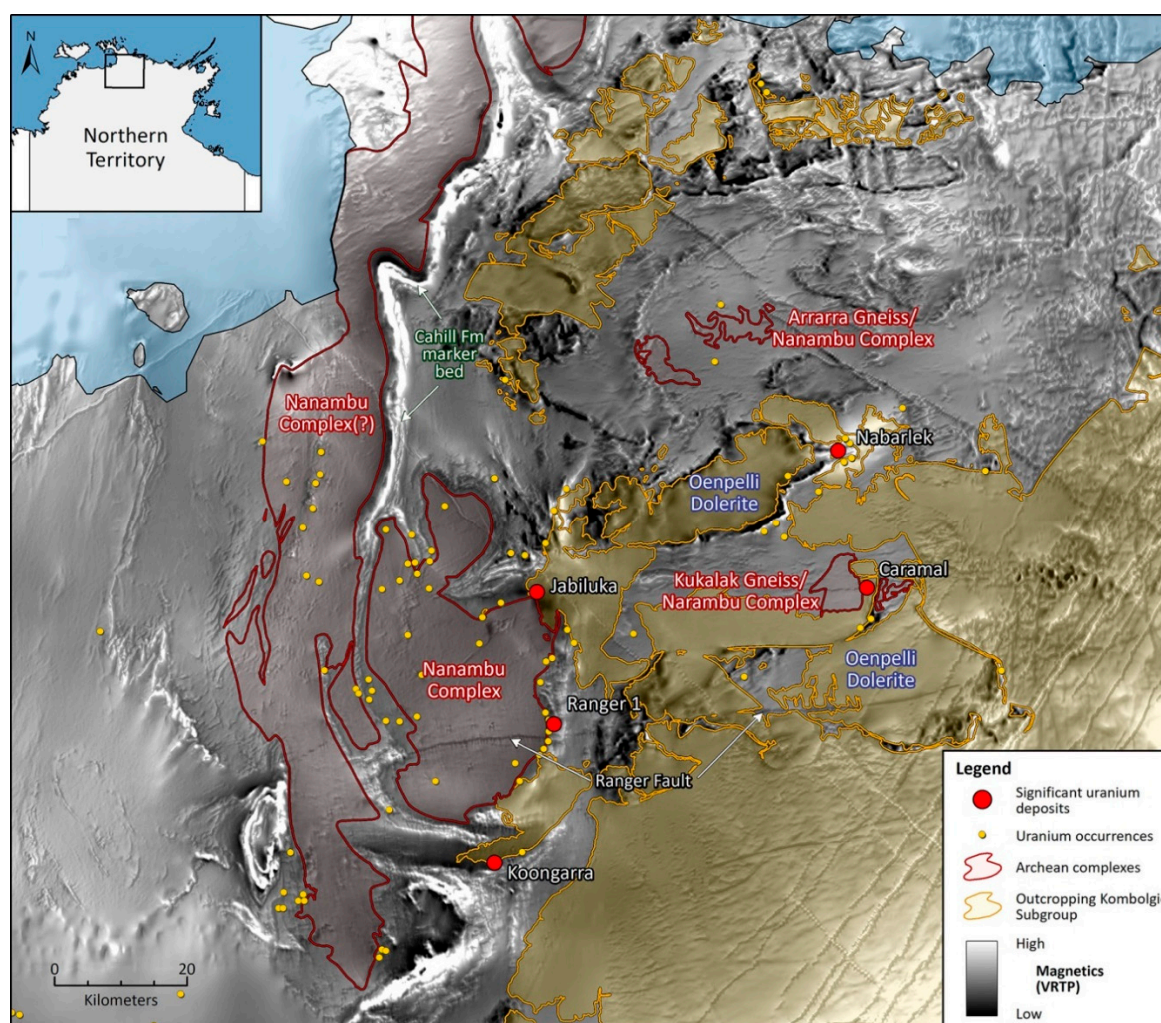 N
Northern
Territory
Cahill Fm
marker
bed
Arrarra Gneiss/
Nanambu Complex
Nanambu
Complex(?)
Nabarlek
Oenpelli
Dolerite
Jabiluka
Caramal
Kukalak Gneiss/
Narambu Complex
Nanambu
Complex
Oenpelli
Dolerite
Ranger 1
Ranger Fault
Koongarra
0
20
Kilometers
Legend
Significant uranium
deposits
Uranium occurrences
Archean complexes
Outcropping Kombolgie
Subgroup
High
Magnetics
(VRTP)
Low